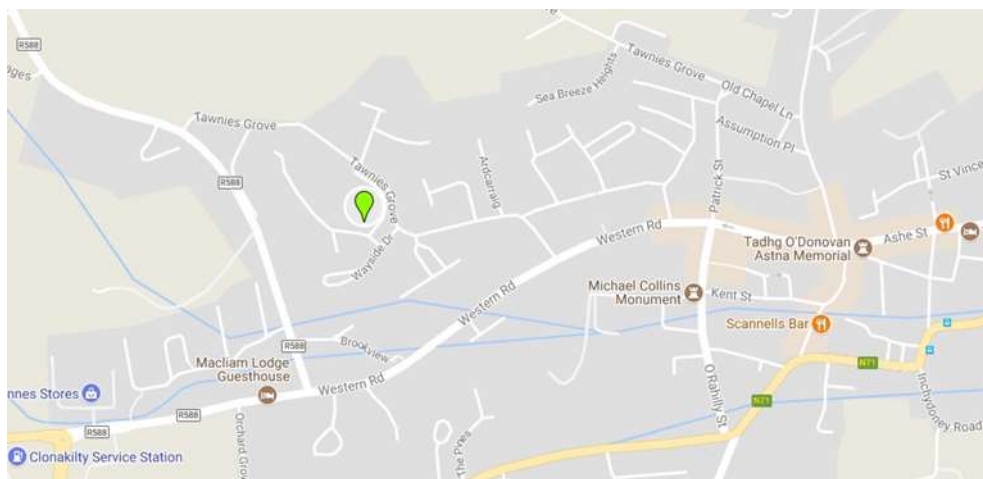 R588
ges
Tawnies Grove
R588
Tawnies Grove
Wayside Dr
Ardcarraig
Sea Breeze Heights
Tawnies Grove
Old Chapel Ln
Assumption Pl
Patrick St
St Vince
Western Rd
Tadhg O'Donovan
Astna Memorial
Ashe St
Michael Collins
Monument
Kent St
Scannells Bar
Western Rd
R588
Brookview
Macliam Lodge
Guesthouse
Western Rd
nnes Stores
R588
Orchard Grov
The Pines
O Rahilly St
N71
N71
Inchydoney Road
Clonakilty Service Station